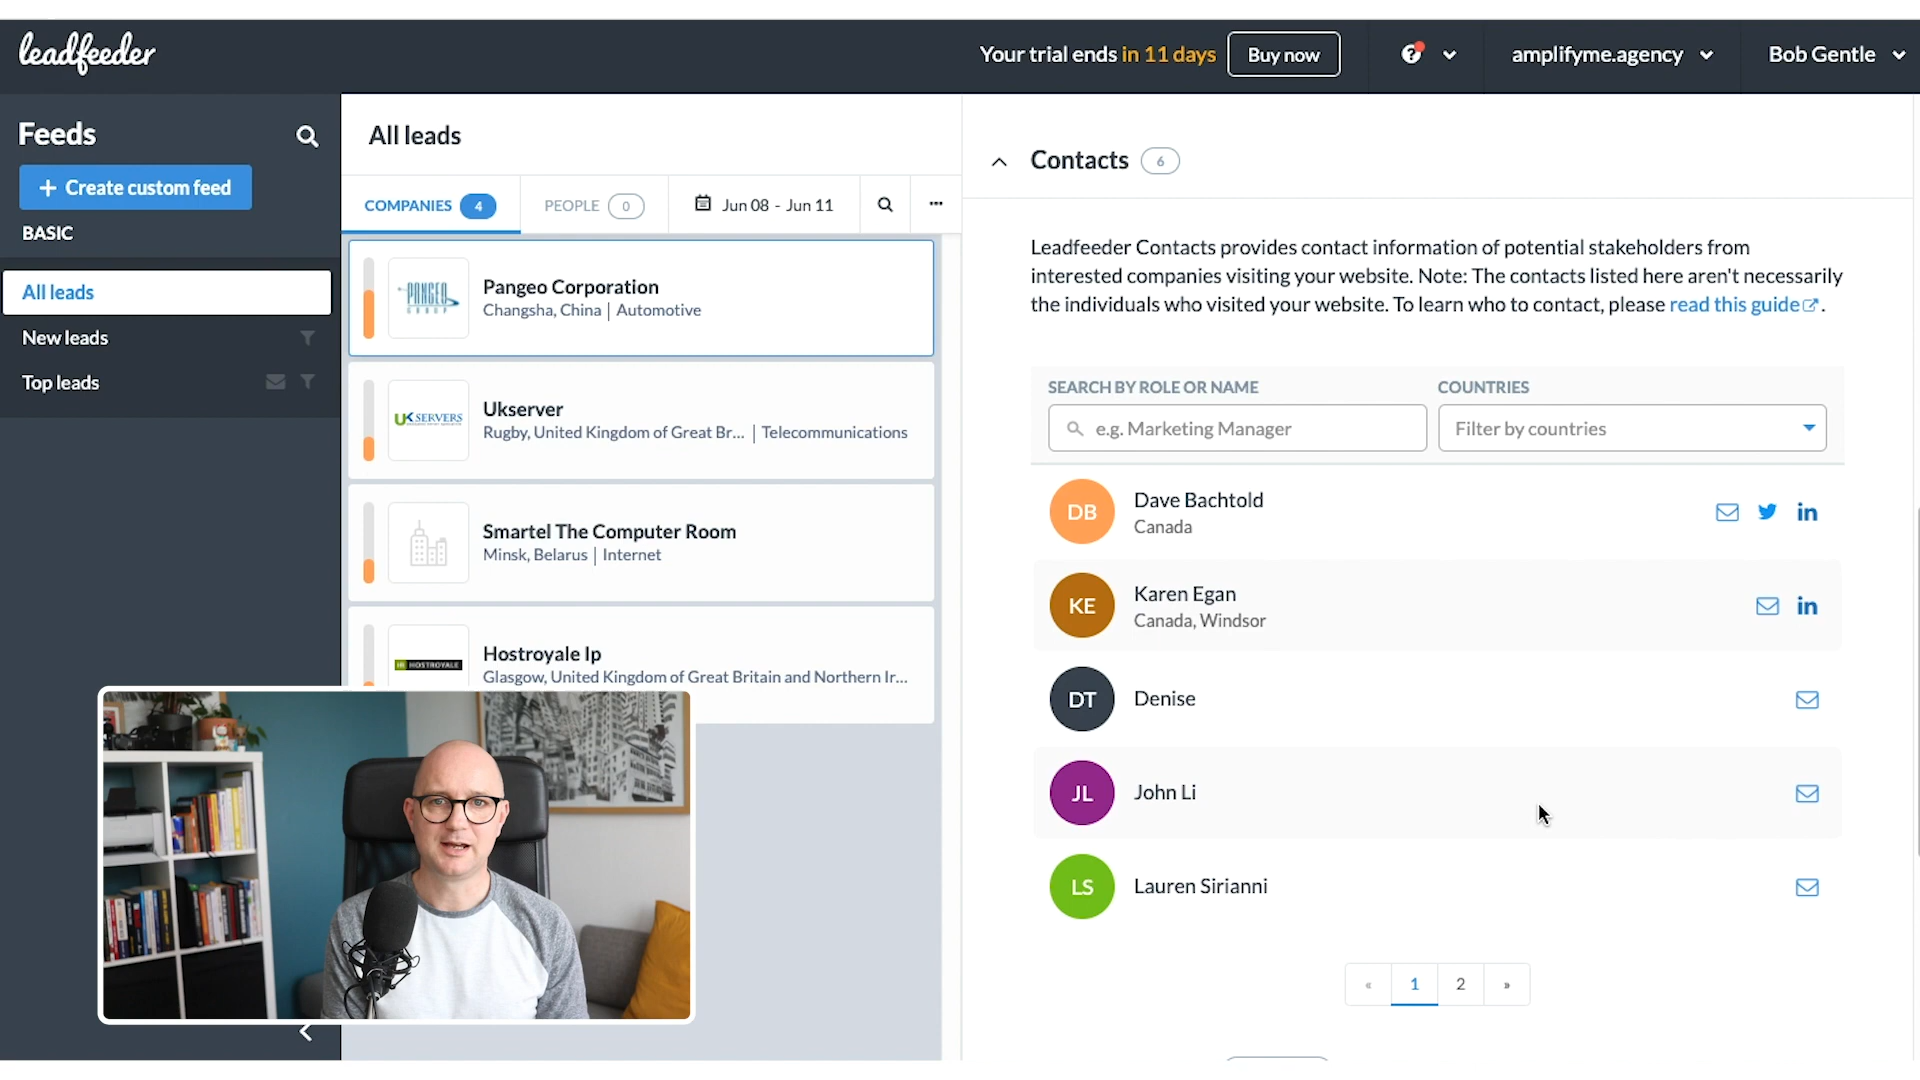 leadfeeder
Your trial ends in 11 days
Buy now
?
amplifyme.agency
Bob Gentle
Feeds
+ Create custom feed
BASIC
All leads
New leads
Top leads
All leads
COMPANIES 4
PEOPLE 0
Jun 08 - Jun 11
PANGEO
GROUP
Pangeo Corporation
Changsha, China | Automotive
UKSERVERS
Ukserver
Rugby, United Kingdom of Great Br... | Telecommunications
Smartel The Computer Room
Minsk, Belarus | Internet
HOSTROYALE
Hostroyale Ip
Glasgow, United Kingdom of Great Britain and Northern Ir...
Contacts 6
Leadfeeder Contacts provides contact information of potential stakeholders from
interested companies visiting your website. Note: The contacts listed here aren't necessarily
the individuals who visited your website. To learn who to contact, please read this guide.
SEARCH BY ROLE OR NAME
COUNTRIES
e.g. Marketing Manager
Filter by countries
DB
Dave Bachtold
Canada
in
KE
Karen Egan
Canada, Windsor
in
DT
Denise
JL
John Li
LS
Lauren Sirianni
« 1 2 »